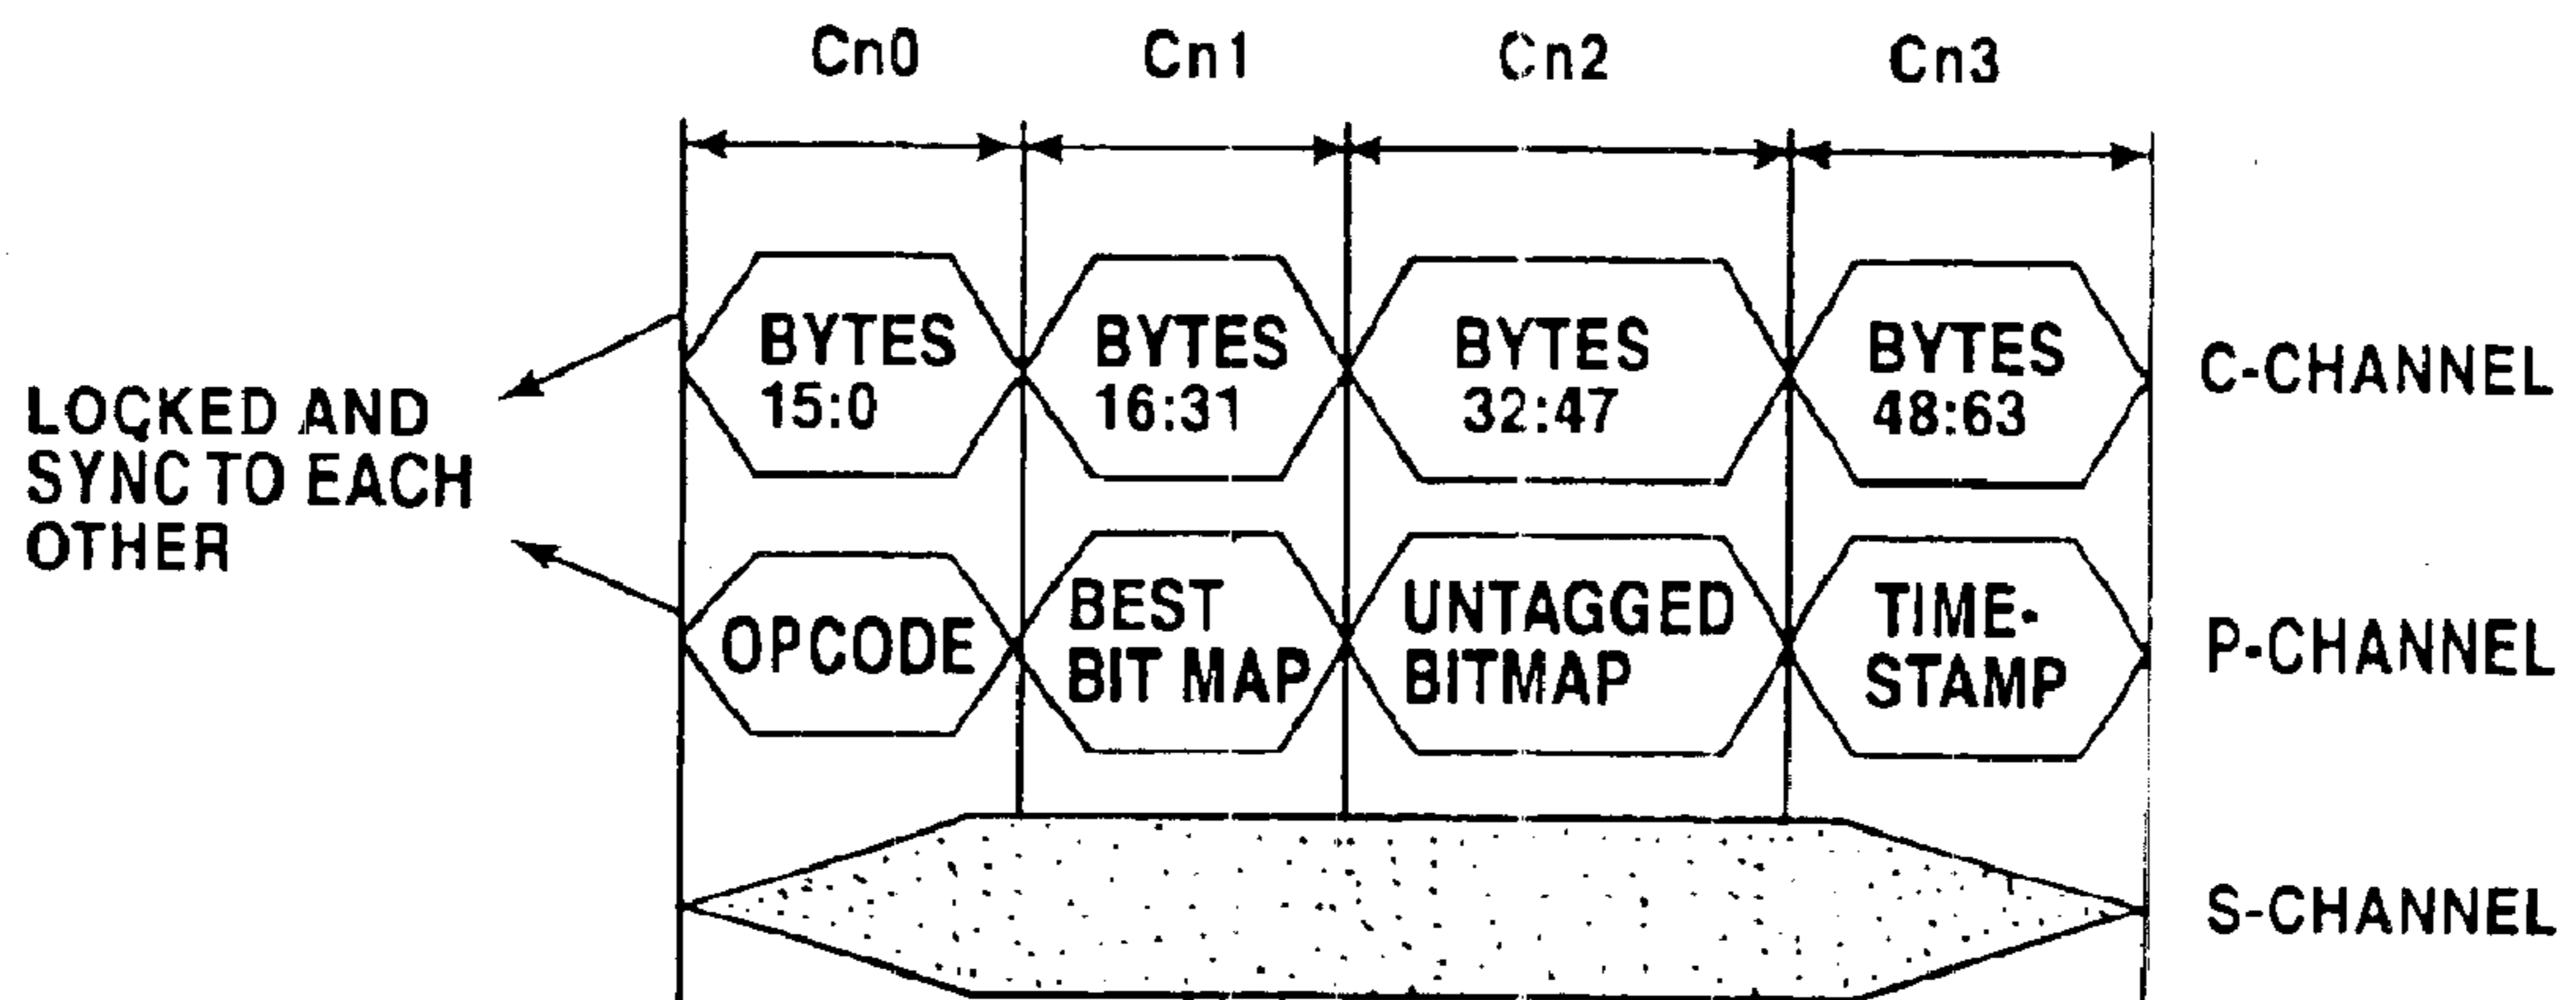 Cn0 Cn1 Cn2 Cn3
BYTES
15:0
BYTES
16:31
BYTES
32:47
BYTES
48:63
C-CHANNEL
LOCKED AND
SYNC TO EACH
OTHER
OPCODE
BEST
BIT MAP
UNTAGGED
BITMAP
TIME-
STAMP
P-CHANNEL
S-CHANNEL